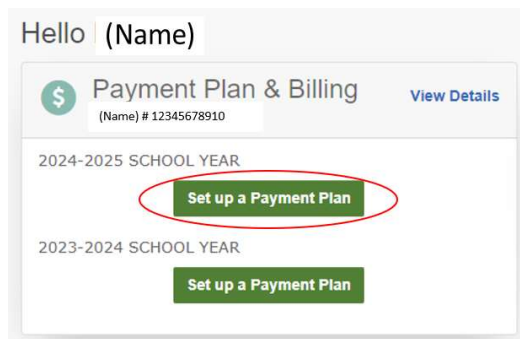 Hello (Name)
$
Payment Plan & Billing
View Details
(Name) # 12345678910
2024-2025 SCHOOL YEAR
Set up a Payment Plan
2023-2024 SCHOOL YEAR
Set up a Payment Plan